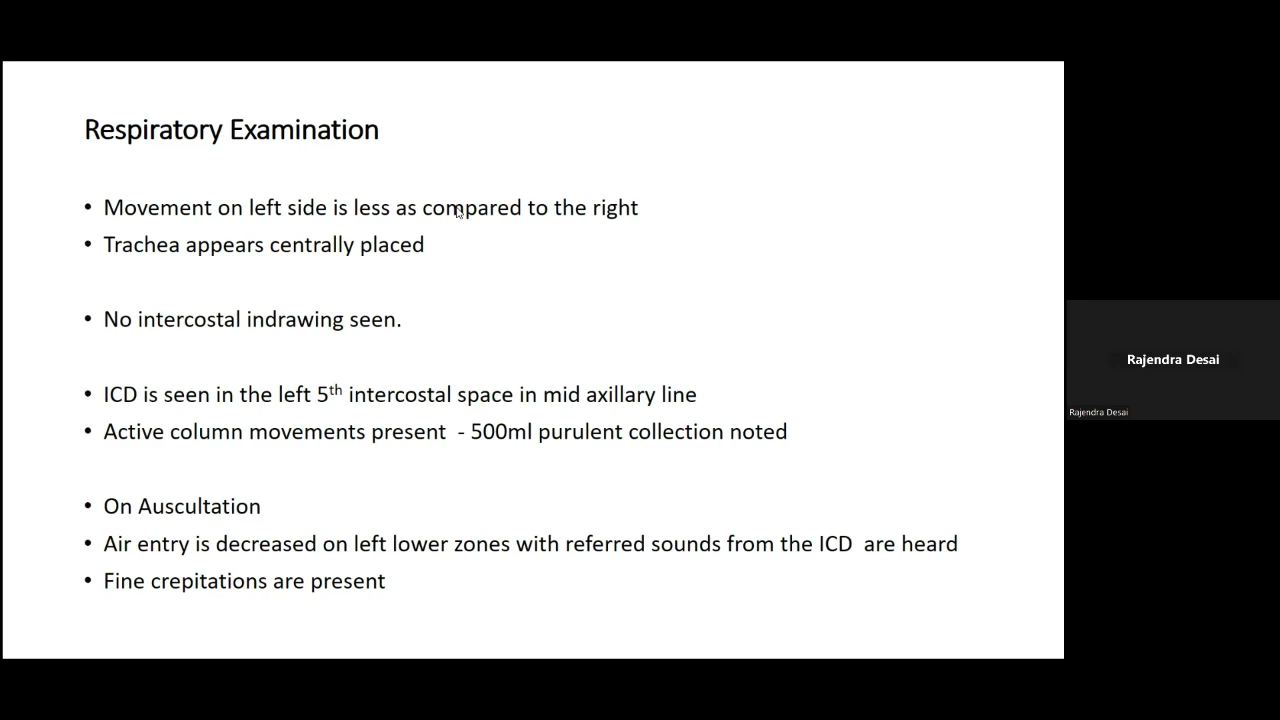 Respiratory Examination
• Movement on left side is less as compared to the right
• Trachea appears centrally placed
• No intercostal indrawing seen.
• ICD is seen in the left 5th intercostal space in mid axillary line
• Active column movements present - 500ml purulent collection noted
• On Auscultation
• Air entry is decreased on left lower zones with referred sounds from the ICD are heard
• Fine crepitations are present
Rajendra Desai
Rajendra Desai